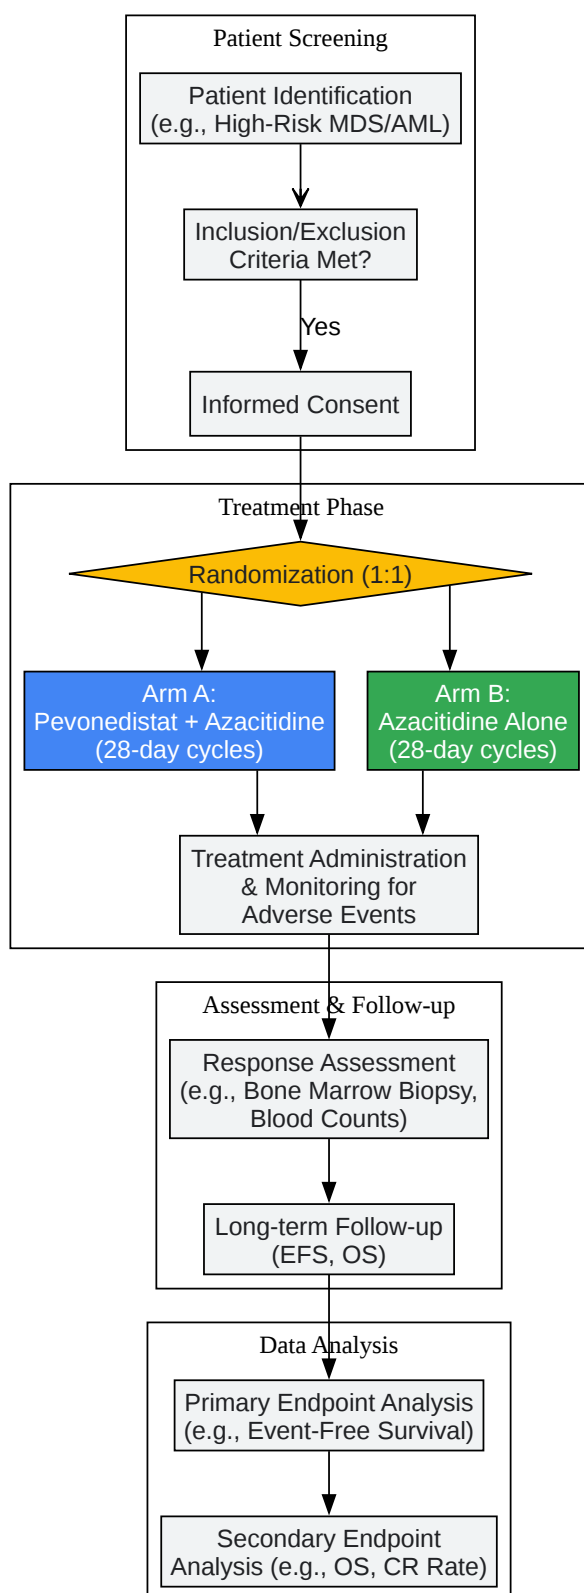 Patient Screening
Patient Identification
(e.g., High-Risk MDS/AML)
Inclusion/Exclusion
Criteria Met?
Yes
Informed Consent
Treatment Phase
Randomization (1:1)
Arm A:
Pevonedistat + Azacitidine
(28-day cycles)
Arm B:
Azacitidine Alone
(28-day cycles)
Treatment Administration
& Monitoring for
Adverse Events
Assessment & Follow-up
Response Assessment
(e.g., Bone Marrow Biopsy,
Blood Counts)
Long-term Follow-up
(EFS, OS)
Data Analysis
Primary Endpoint Analysis
(e.g., Event-Free Survival)
Secondary Endpoint
Analysis (e.g., OS, CR Rate)